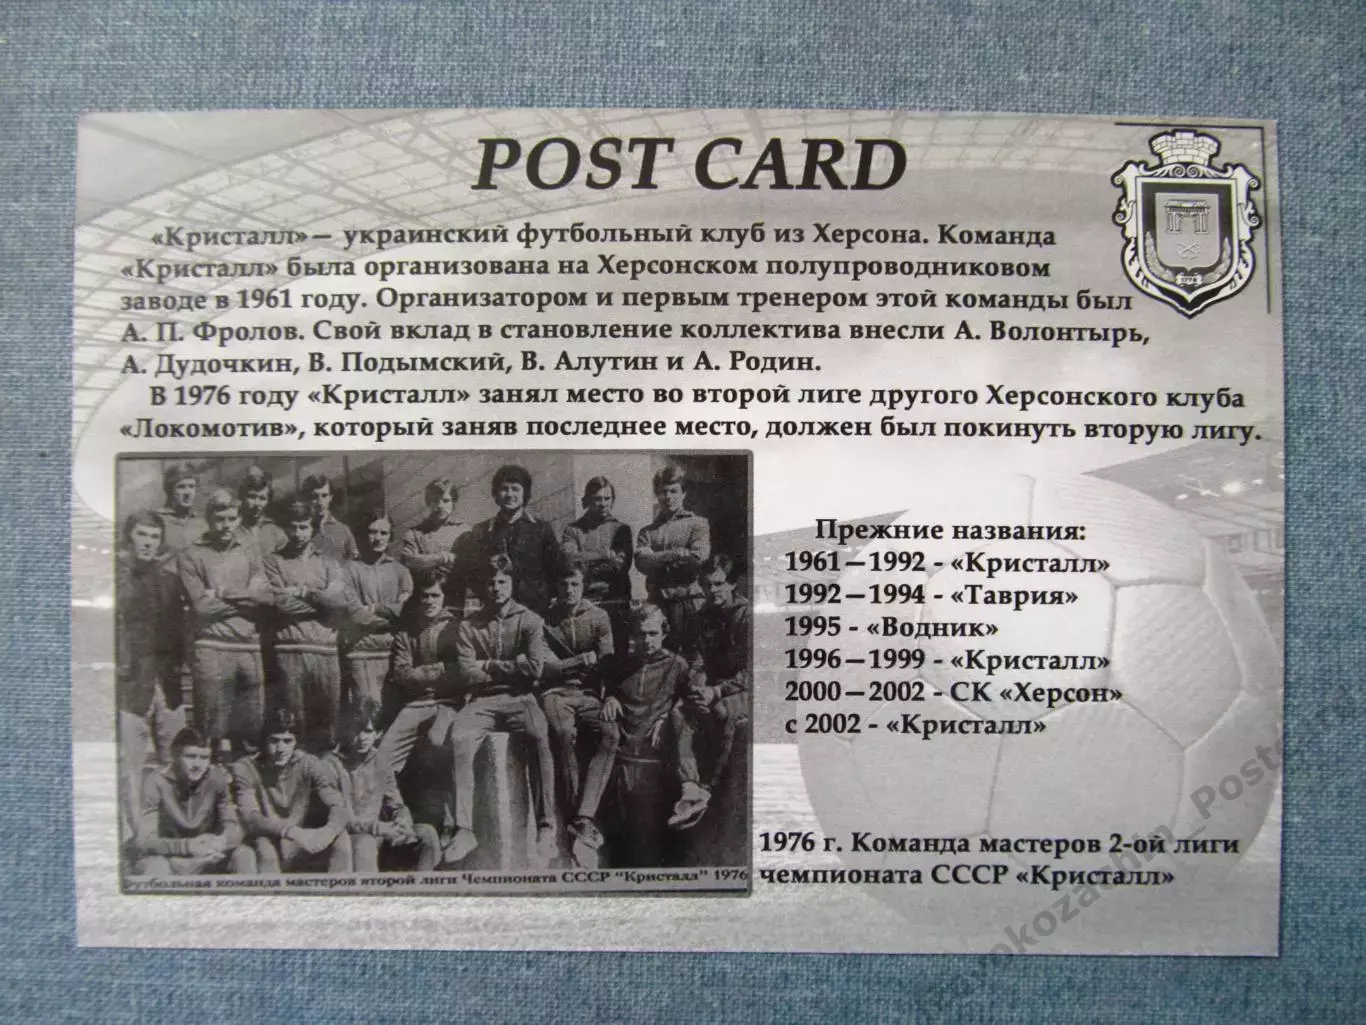 POST CARD
«Кристалл»— украинский футбольный клуб из Херсона. Команда
«Кристалл» была организована на Херсонском полупроводниковом
заводе в 1961 году. Организатором и первым тренером этой команды был
А. П. Фролов. Свой вклад в становление коллектива внесли А. Волонтырь,
А. Дудочкин, В. Подымский, В. Алутин и А. Родин.
В 1976 году «Кристалл» занял место во второй лиге другого Херсонского клуба
«Локомотив», который заняв последнее место, должен был покинуть вторую лигу.
Прежние названия:
1961—1992 - «Кристалл»
1992—1994 - «Таврия»
1995 - «Водник»
1996—1999 - «Кристалл»
2000—2002 - СК «Херсон»
с 2002 - «Кристалл»
1976 г. Команда мастеров 2-ой лиги
чемпионата СССР «Кристалл»
Футбольная команда мастеров второй лиги Чемпионата СССР "Кристалл" 1976